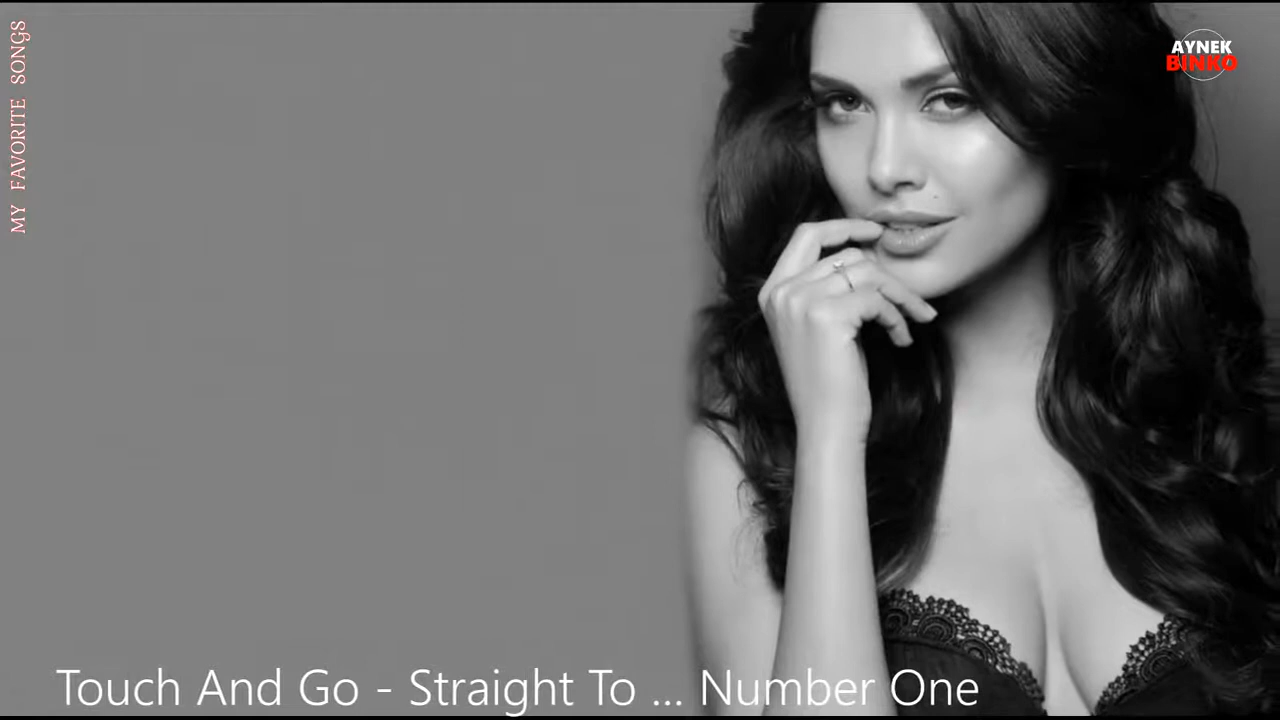 MY FAVORITE SONGS
AYNEK
BINKO
Touch And Go - Straight To ... Number One